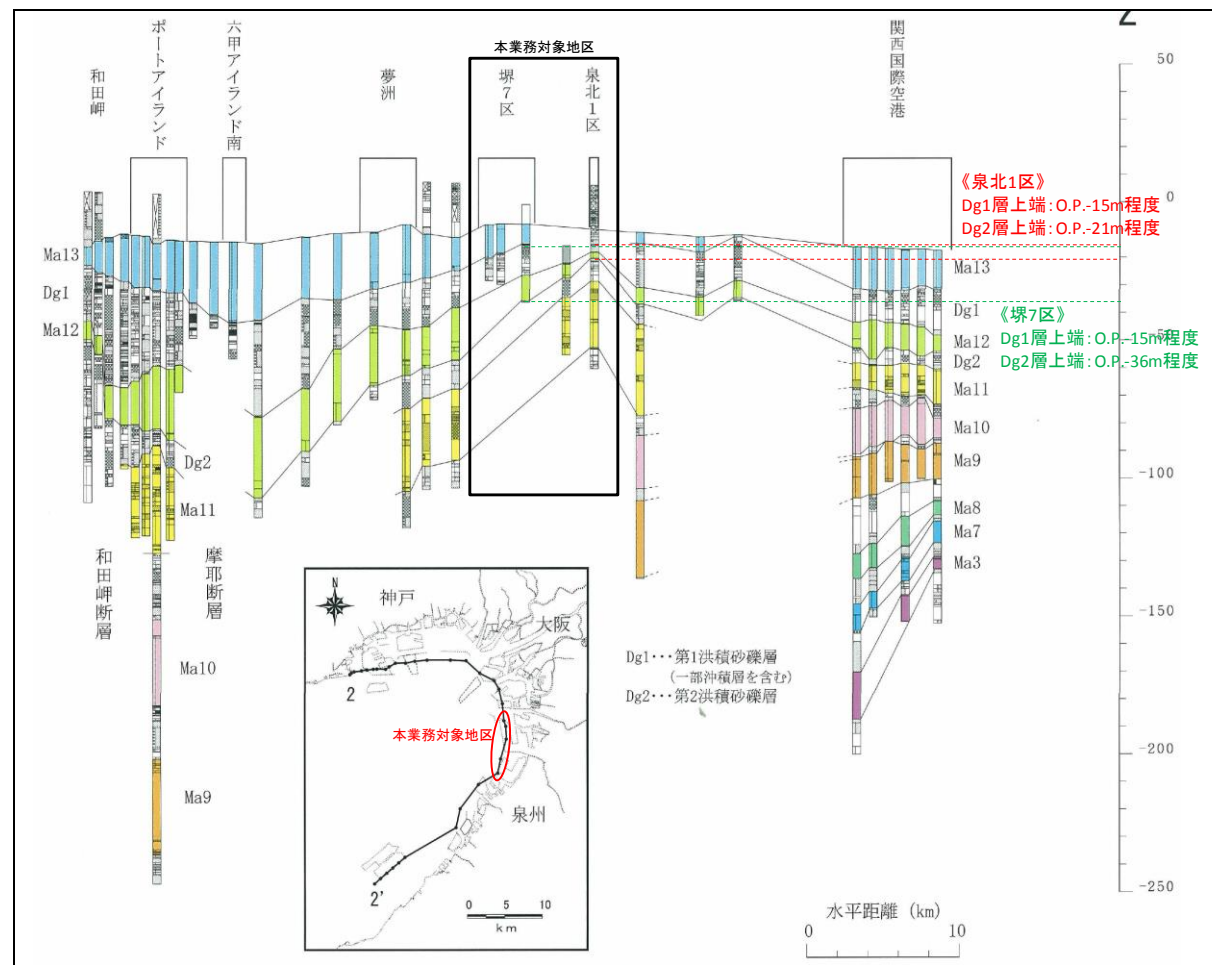 和田岬
ポートアイランド
六甲アイランド南
夢洲
本業務対象地区
堺7区
泉北1区
関西国際空港
50
0
-50
-100
-150
-200
-250
《泉北1区》
Dg1層上端：O.P.-15m程度
Dg2層上端：O.P.-21m程度
《堺7区》
Dg1層上端：O.P.-15m程度
Dg2層上端：O.P.-36m程度
Ma13
Dg1
Ma12
Dg2
Ma11
和田岬断層
摩耶断層
Ma10
Ma9
Ma13
Dg1
Ma12
Dg2
Ma11
Ma10
Ma9
Ma8
Ma7
Ma3
N
神戸
大阪
2
本業務対象地区
泉州
2'
0 5 10
km
Dg1･･･第1洪積砂礫層
(一部沖積層を含む)
Dg2･･･第2洪積砂礫層
水平距離 (km)
0 10